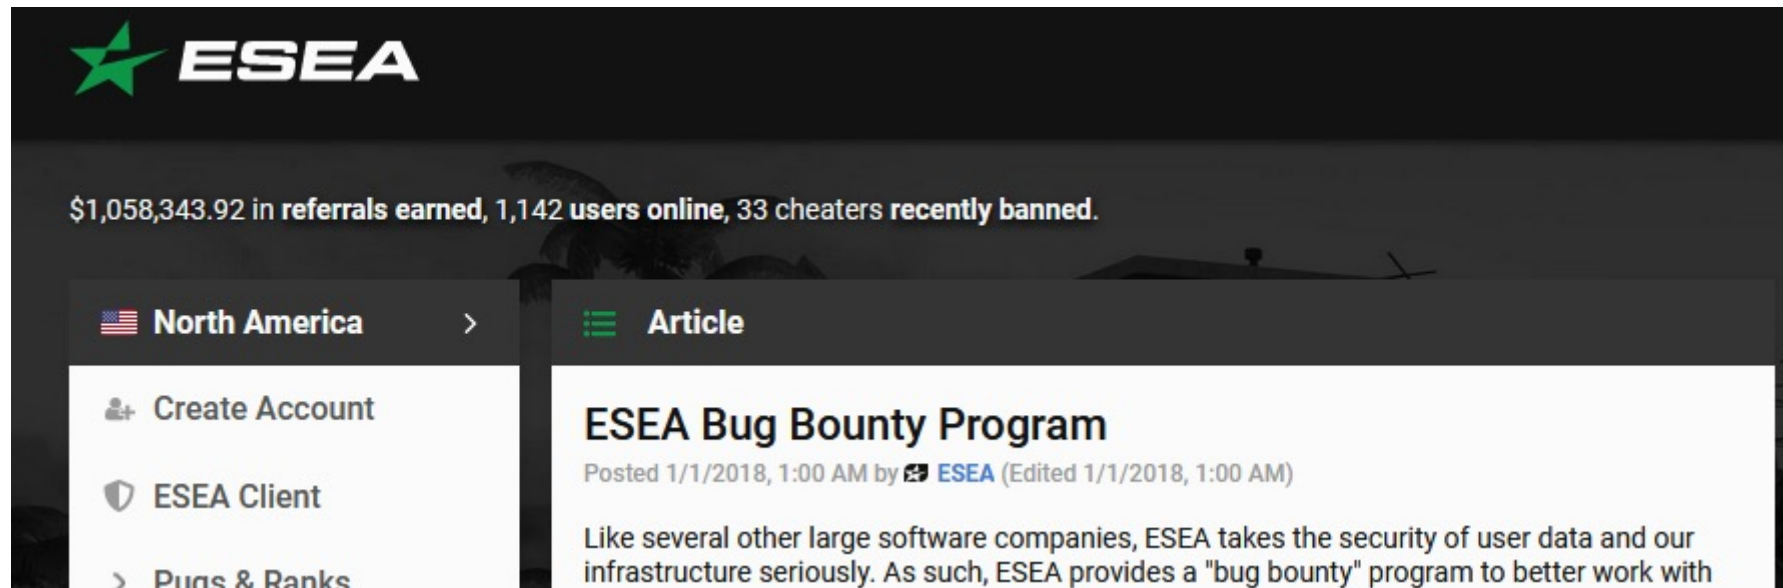 ESEA
$1,058,343.92 in referrals earned, 1,142 users online, 33 cheaters recently banned.
North America
Create Account
ESEA Client
Pugs & Ranks
Article
ESEA Bug Bounty Program
Posted 1/1/2018, 1:00 AM by ESEA (Edited 1/1/2018, 1:00 AM)
Like several other large software companies, ESEA takes the security of user data and our
infrastructure seriously. As such, ESEA provides a "bug bounty" program to better work with